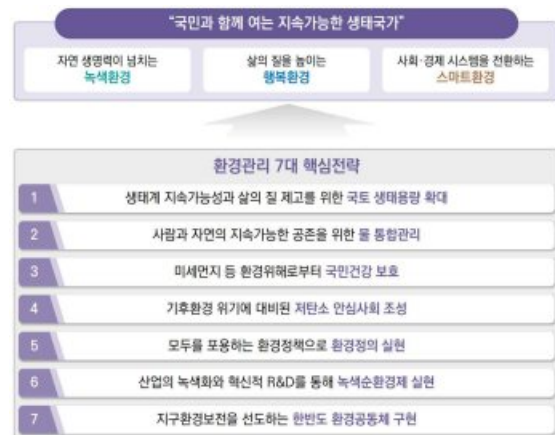 “국민과 함께 여는 지속가능한 생태국가”
자연 생명력이 넘치는
녹색환경
삶의 질을 높이는
행복환경
사회·경제 시스템을 전환하는
스마트환경
환경관리 7대 핵심전략
1 생태계 지속가능성과 삶의 질 제고를 위한 국토 생태용량 확대
2 사람과 자연의 지속가능한 공존을 위한 물 통합관리
3 미세먼지 등 환경위해로부터 국민건강 보호
4 기후환경 위기에 대비된 저탄소 안심사회 조성
5 모두를 포용하는 환경정책으로 환경정의 실현
6 산업의 녹색화와 혁신적 R&D를 통해 녹색순환경제 실현
7 지구환경보전을 선도하는 한반도 환경공동체 구현